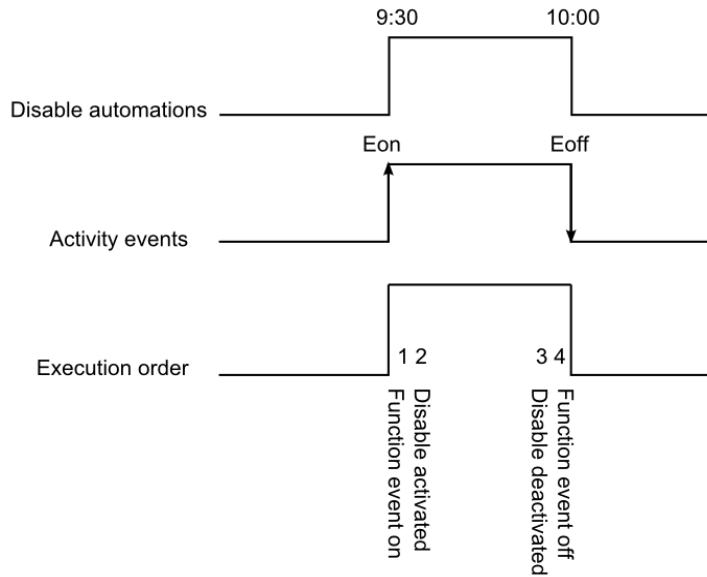 9:30 10:00
Disable automations
Eon Eoff
Activity events
1 2 3 4
Execution order
Function event on
Disable activated
Disable deactivated
Function event off